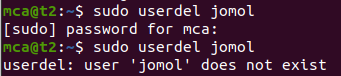 mca@t2:~$ sudo userdel jomol
[sudo] password for mca:
mca@t2:~$ sudo userdel jomol
userdel: user 'jomol' does not exist